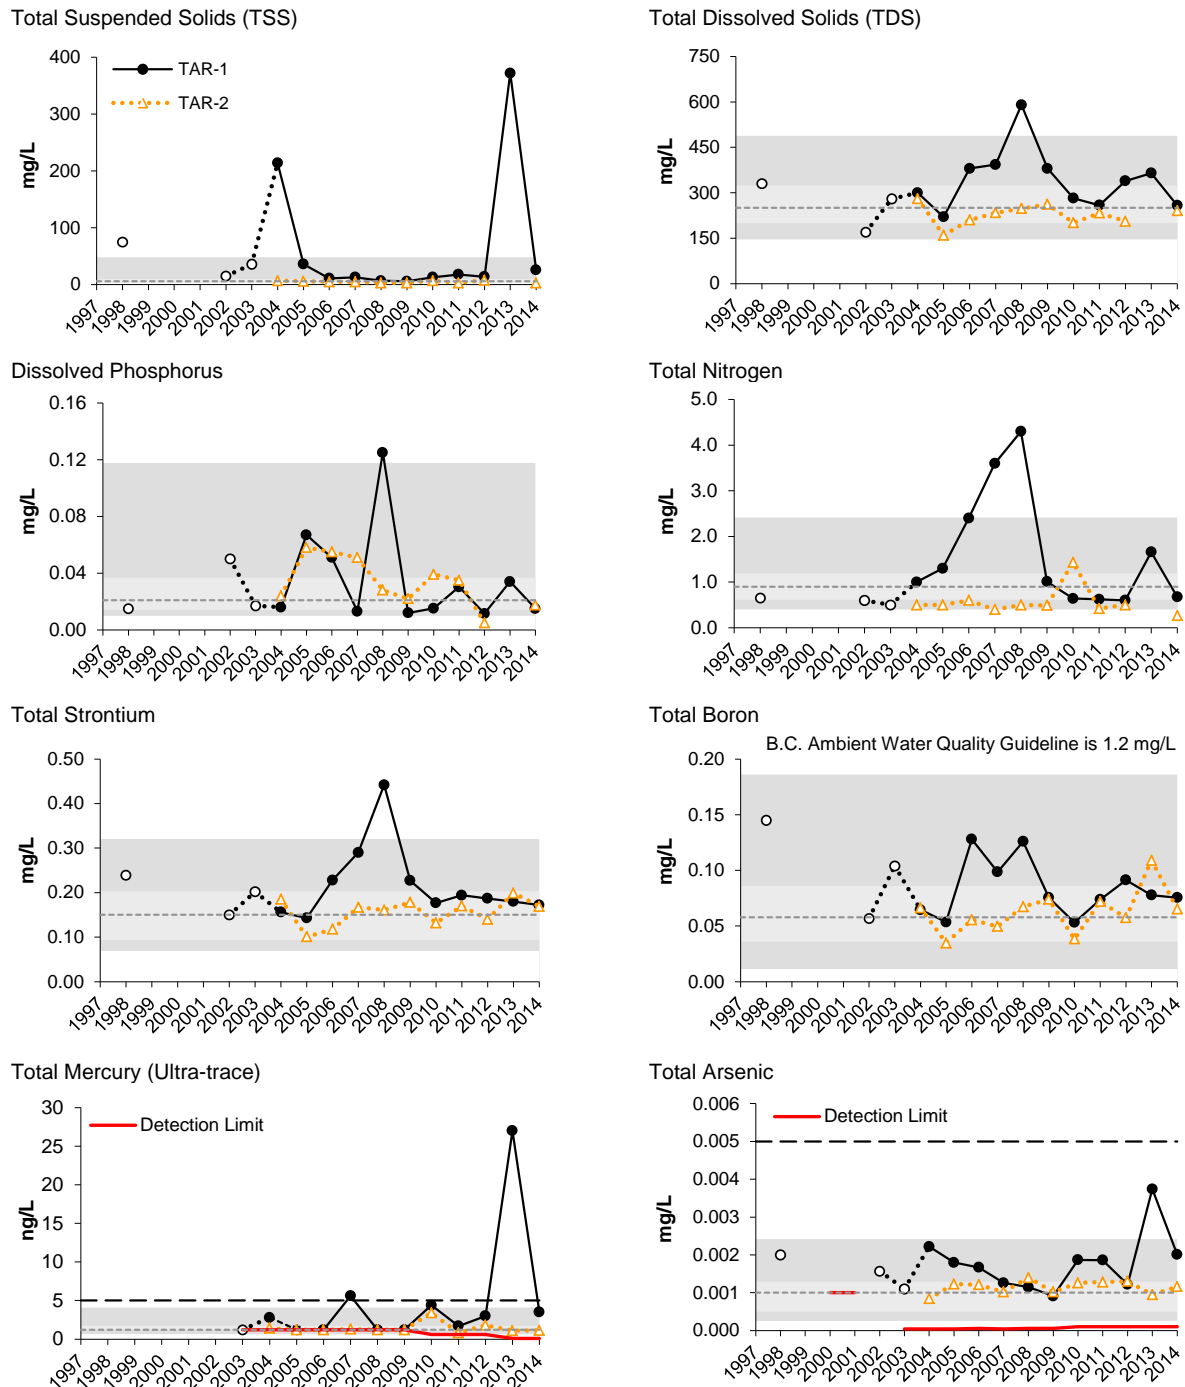 Total Suspended Solids (TSS)
400
300
200
100
0
mg/L
TAR-1
TAR-2
1997 1998 1999 2000 2001 2002 2003 2004 2005 2006 2007 2008 2009 2010 2011 2012 2013 2014
Total Dissolved Solids (TDS)
750
600
450
300
150
0
mg/L
1997 1998 1999 2000 2001 2002 2003 2004 2005 2006 2007 2008 2009 2010 2011 2012 2013 2014
Dissolved Phosphorus
0.16
0.12
0.08
0.04
0.00
mg/L
1997 1998 1999 2000 2001 2002 2003 2004 2005 2006 2007 2008 2009 2010 2011 2012 2013 2014
Total Nitrogen
5.0
4.0
3.0
2.0
1.0
0.0
mg/L
1997 1998 1999 2000 2001 2002 2003 2004 2005 2006 2007 2008 2009 2010 2011 2012 2013 2014
Total Strontium
0.50
0.40
0.30
0.20
0.10
0.00
mg/L
1997 1998 1999 2000 2001 2002 2003 2004 2005 2006 2007 2008 2009 2010 2011 2012 2013 2014
Total Boron
B.C. Ambient Water Quality Guideline is 1.2 mg/L
0.20
0.15
0.10
0.05
0.00
mg/L
1997 1998 1999 2000 2001 2002 2003 2004 2005 2006 2007 2008 2009 2010 2011 2012 2013 2014
Total Mercury (Ultra-trace)
30
25
20
15
10
5
0
ng/L
Detection Limit
1997 1998 1999 2000 2001 2002 2003 2004 2005 2006 2007 2008 2009 2010 2011 2012 2013 2014
Total Arsenic
0.006
0.005
0.004
0.003
0.002
0.001
0.000
mg/L
Detection Limit
1997 1998 1999 2000 2001 2002 2003 2004 2005 2006 2007 2008 2009 2010 2011 2012 2013 2014